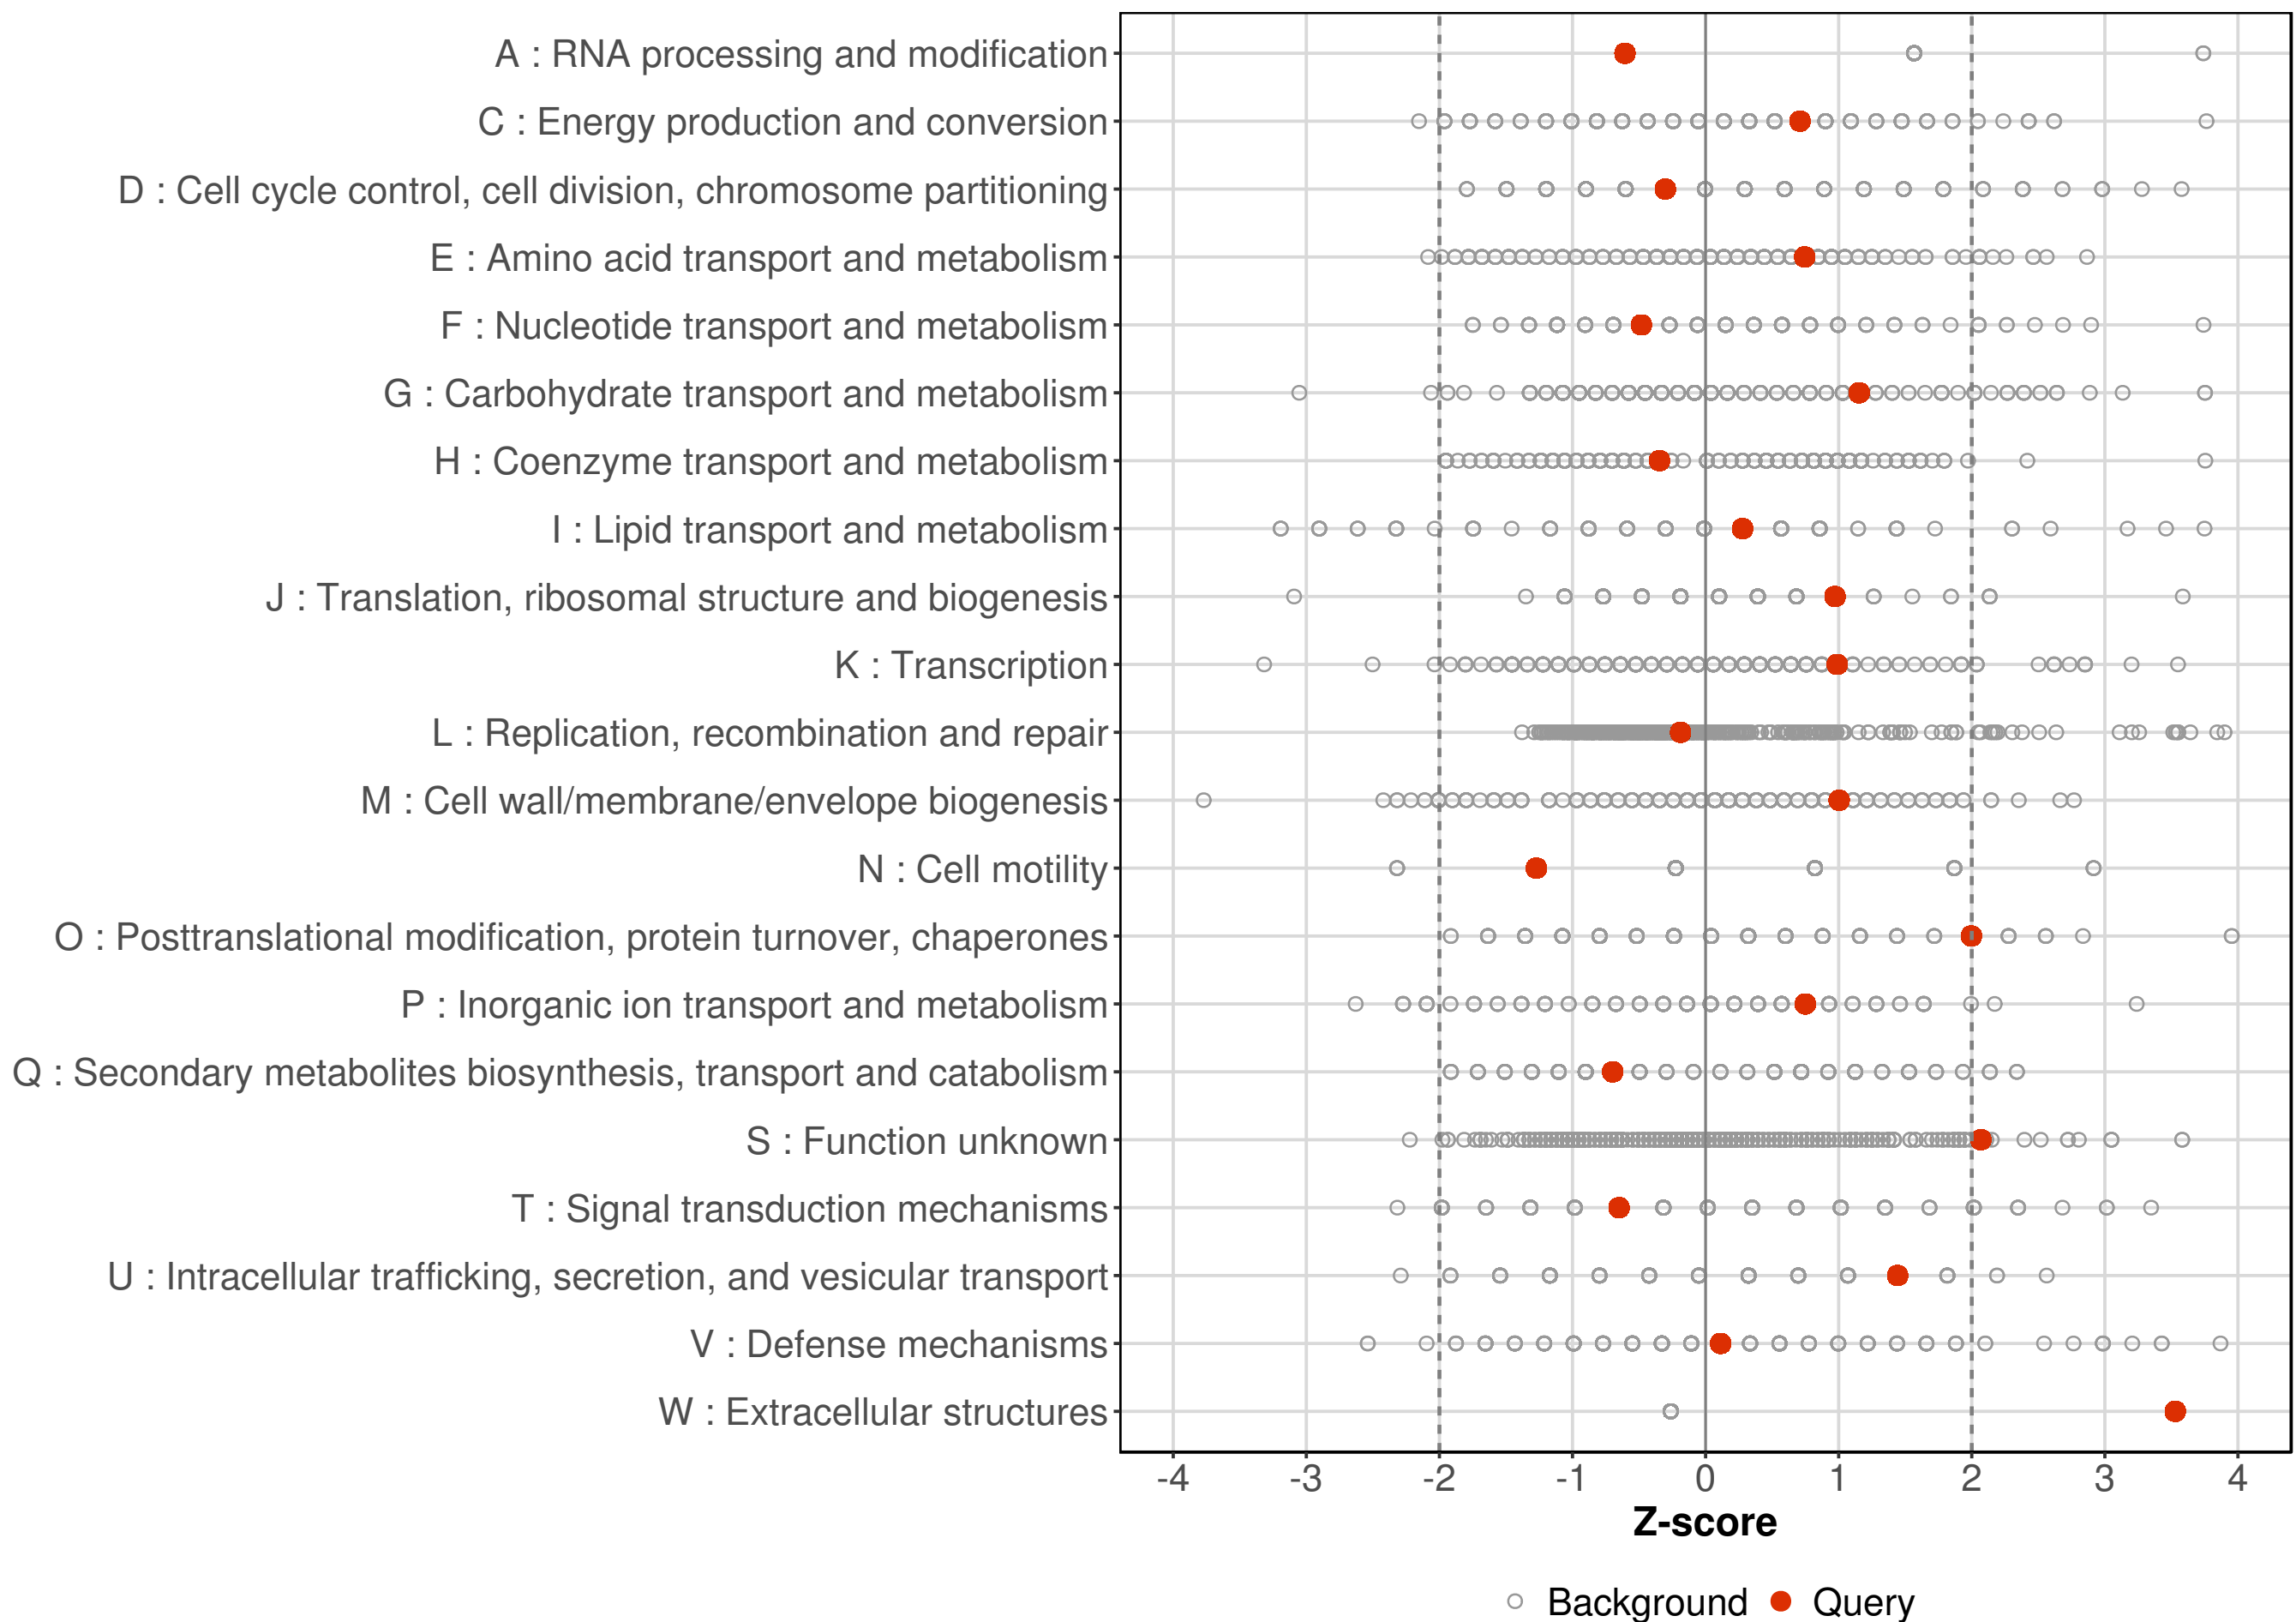 A : RNA processing and modification
C : Energy production and conversion
D : Cell cycle control, cell division, chromosome partitioning
E : Amino acid transport and metabolism
F : Nucleotide transport and metabolism
G : Carbohydrate transport and metabolism
H : Coenzyme transport and metabolism
I : Lipid transport and metabolism
J : Translation, ribosomal structure and biogenesis
K : Transcription
L : Replication, recombination and repair
M : Cell wall/membrane/envelope biogenesis
N : Cell motility
O : Posttranslational modification, protein turnover, chaperones
P : Inorganic ion transport and metabolism
Q : Secondary metabolites biosynthesis, transport and catabolism
S : Function unknown
T : Signal transduction mechanisms
U : Intracellular trafficking, secretion, and vesicular transport
V : Defense mechanisms
W : Extracellular structures
-4 -3 -2 -1 0 1 2 3 4
Z-score
Background Query